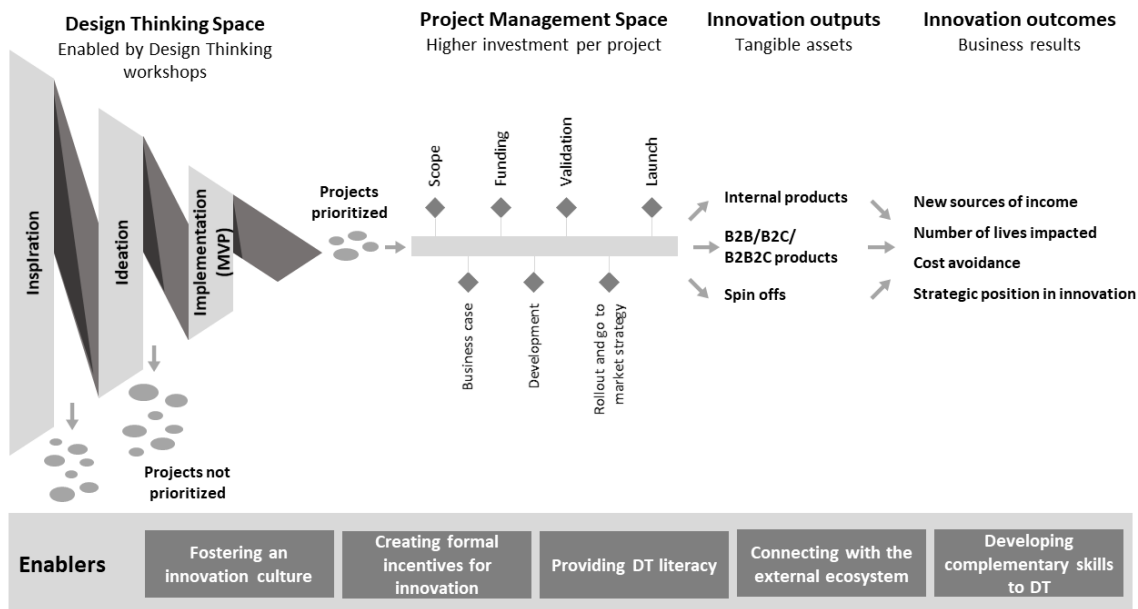 Design Thinking Space
Enabled by Design Thinking
workshops
Project Management Space
Higher investment per project
Innovation outputs
Tangible assets
Innovation outcomes
Business results
Inspiration
Ideation
Implementation
(MVP)
Projects not
prioritized
Projects
prioritized
Scope
Funding
Validation
Launch
Business case
Development
Rollout and go to
market strategy
Internal products
B2B/B2C/
B2B2C products
Spin offs
New sources of income
Number of lives impacted
Cost avoidance
Strategic position in innovation
Enablers
Fostering an
innovation culture
Creating formal
incentives for
innovation
Providing DT literacy
Connecting with the
external ecosystem
Developing
complementary skills
to DT